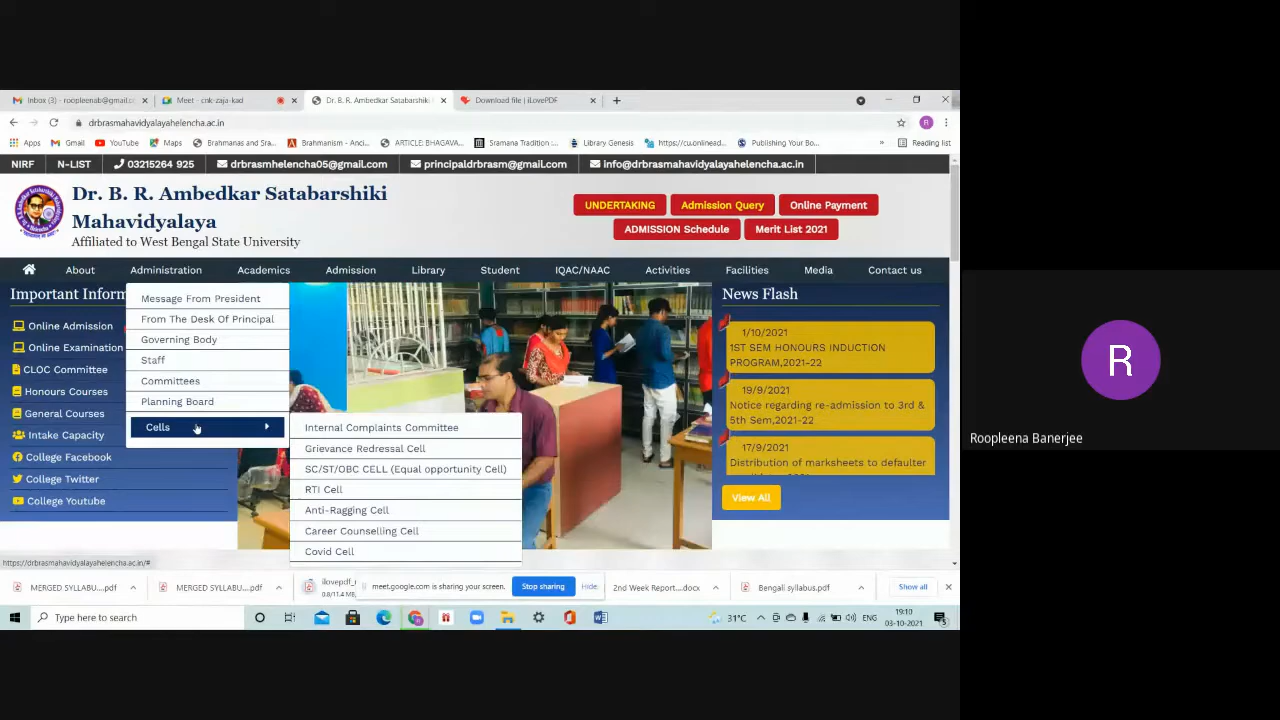 Inbox (3) - roopleenab@gmail.co
Meet - cnk-zaja-kad
Dr. B. R. Ambedkar Satabarshiki
Download file | iLovePDF
drbrasmahavidyalayahelencha.ac.in
Apps
Gmail
YouTube
Maps
Brahmanas and Sra...
Brahmanism - Anci...
ARTICLE: BHAGAVA...
Sramana Tradition :...
Library Genesis
https://cu.onlinead...
Publishing Your Bo...
»
Reading list
NIRF
N-LIST
03215264 925
drbrasmhelencha05@gmail.com
principaldrbrasm@gmail.com
info@drbrasmahavidyalayahelencha.ac.in
Dr. B. R. Ambedkar Satabarshiki
Mahavidyalaya
Affiliated to West Bengal State University
UNDERTAKING
Admission Query
Online Payment
ADMISSION Schedule
Merit List 2021
About
Administration
Academics
Admission
Library
Student
IQAC/NAAC
Activities
Facilities
Media
Contact us
Important Inform
Online Admission
Online Examination
CLOC Committee
Honours Courses
General Courses
Intake Capacity
College Facebook
College Twitter
College Youtube
Message From President
From The Desk Of Principal
Governing Body
Staff
Committees
Planning Board
Cells
Internal Complaints Committee
Grievance Redressal Cell
SC/ST/OBC CELL (Equal opportunity Cell)
RTI Cell
Anti-Ragging Cell
Career Counselling Cell
Covid Cell
News Flash
1/10/2021
1ST SEM HONOURS INDUCTION
PROGRAM,2021-22
19/9/2021
Notice regarding re-admission to 3rd &
5th Sem,2021-22
17/9/2021
Distribution of marksheets to defaulter
View All
R
Roopleena Banerjee
https://drbrasmahavidyalayahelencha.ac.in/#
MERGED SYLLABU....pdf
MERGED SYLLABU....pdf
ilovepdf_
0.8/11.4 MB,
meet.google.com is sharing your screen.
Stop sharing
Hide
2nd Week Report....docx
Bengali syllabus.pdf
Show all
Type here to search
31°C
ENG
19:10
03-10-2021